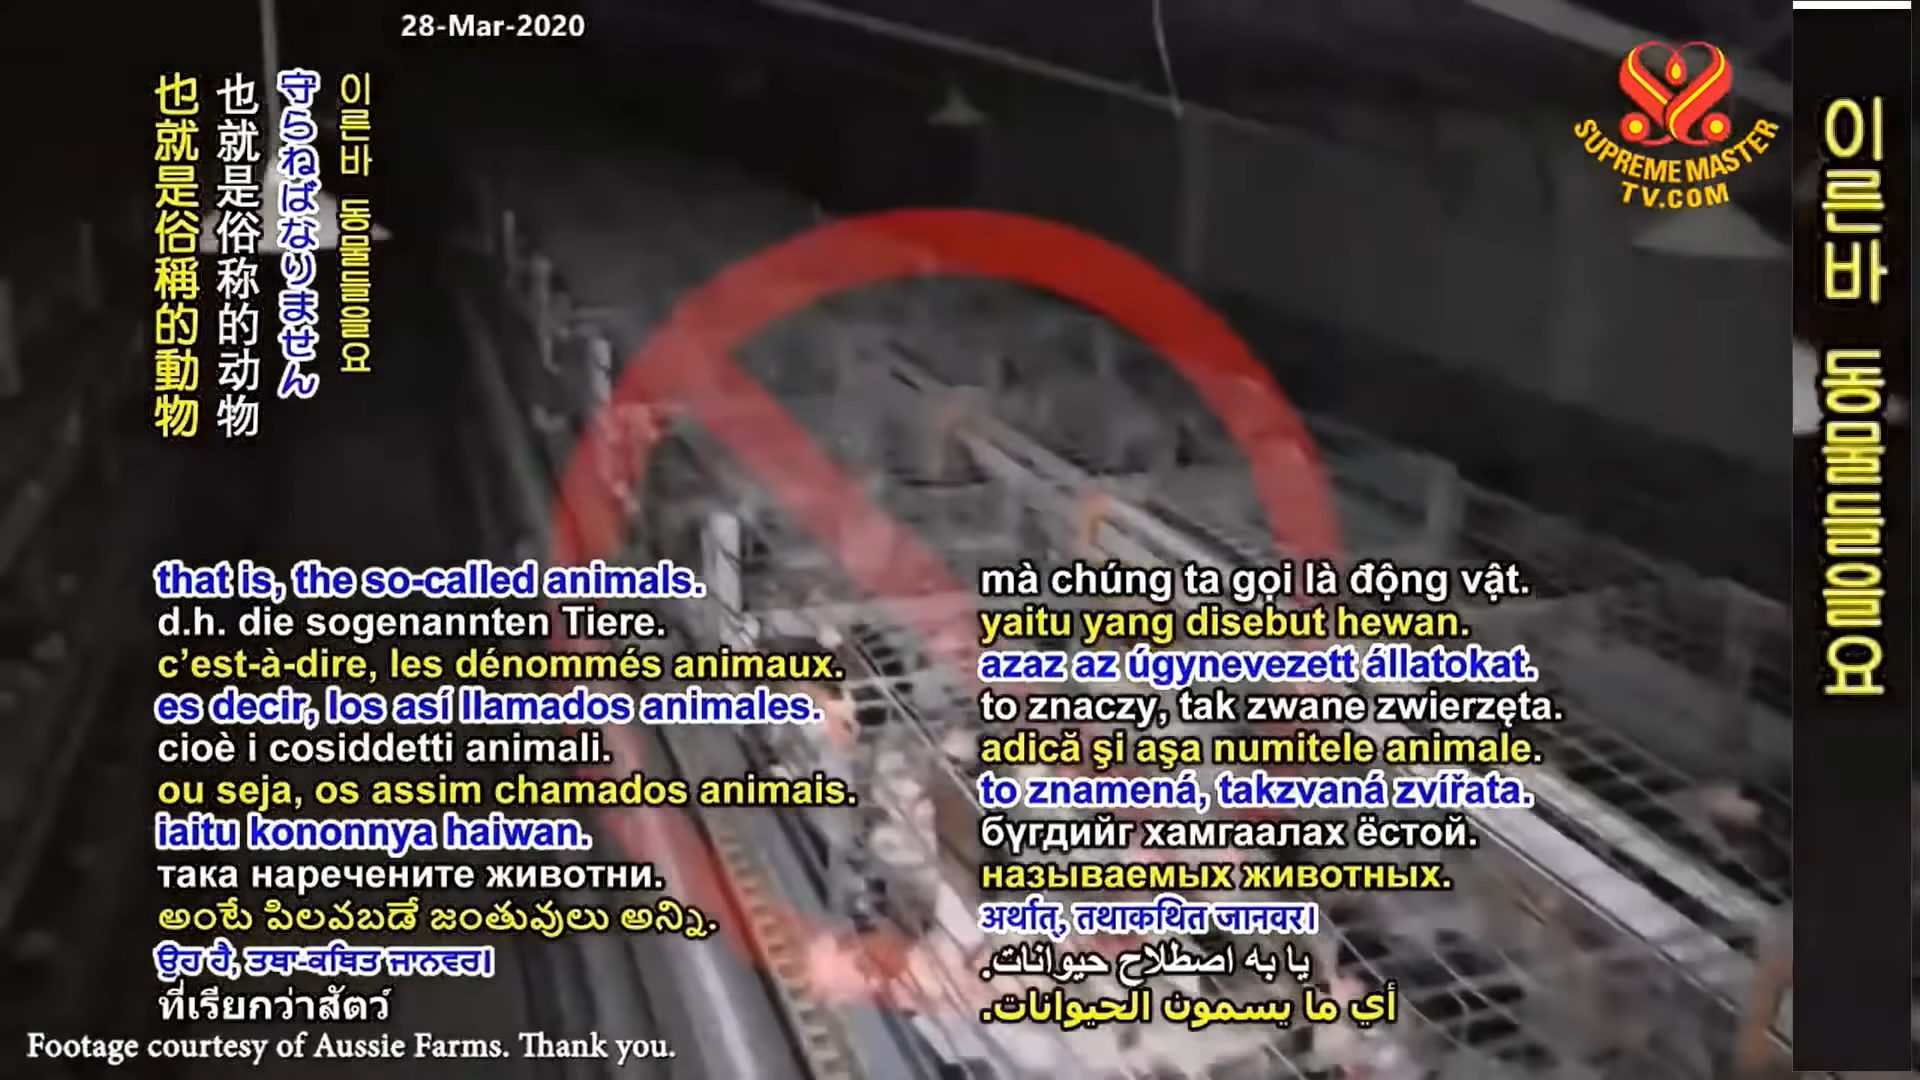 28-Mar-2020
이른바 동물들을요
守らねばなりません
也就是俗称的动物
也就是俗稱的動物
SUPREME MASTER
TV.COM
이른바 동물들을요
that is, the so-called animals.
d.h. die sogenannten Tiere.
c’est-à-dire, les dénommés animaux.
es decir, los así llamados animales.
cioè i cosiddetti animali.
ou seja, os assim chamados animais.
iaitu kononnya haiwan.
така наречените животни.
అంటే పిలవబడే జంతువులు అన్ని.
ਉਹ ਹੈ, ਤਥਾ-ਕਥਿਤ ਜਾਨਵਰ।
ที่เรียกว่าสัตว์
mà chúng ta gọi là động vật.
yaitu yang disebut hewan.
azaz az úgynevezett állatokat.
to znaczy, tak zwane zwierzęta.
adică şi aşa numitele animale.
to znamená, takzvaná zvířata.
бүгдийг хамгаалах ёстой.
называемых животных.
अर्थात्, तथाकथित जानवर।
یا به اصطلاح حیوانات.
أي ما يسمون الحيوانات.
Footage courtesy of Aussie Farms. Thank you.